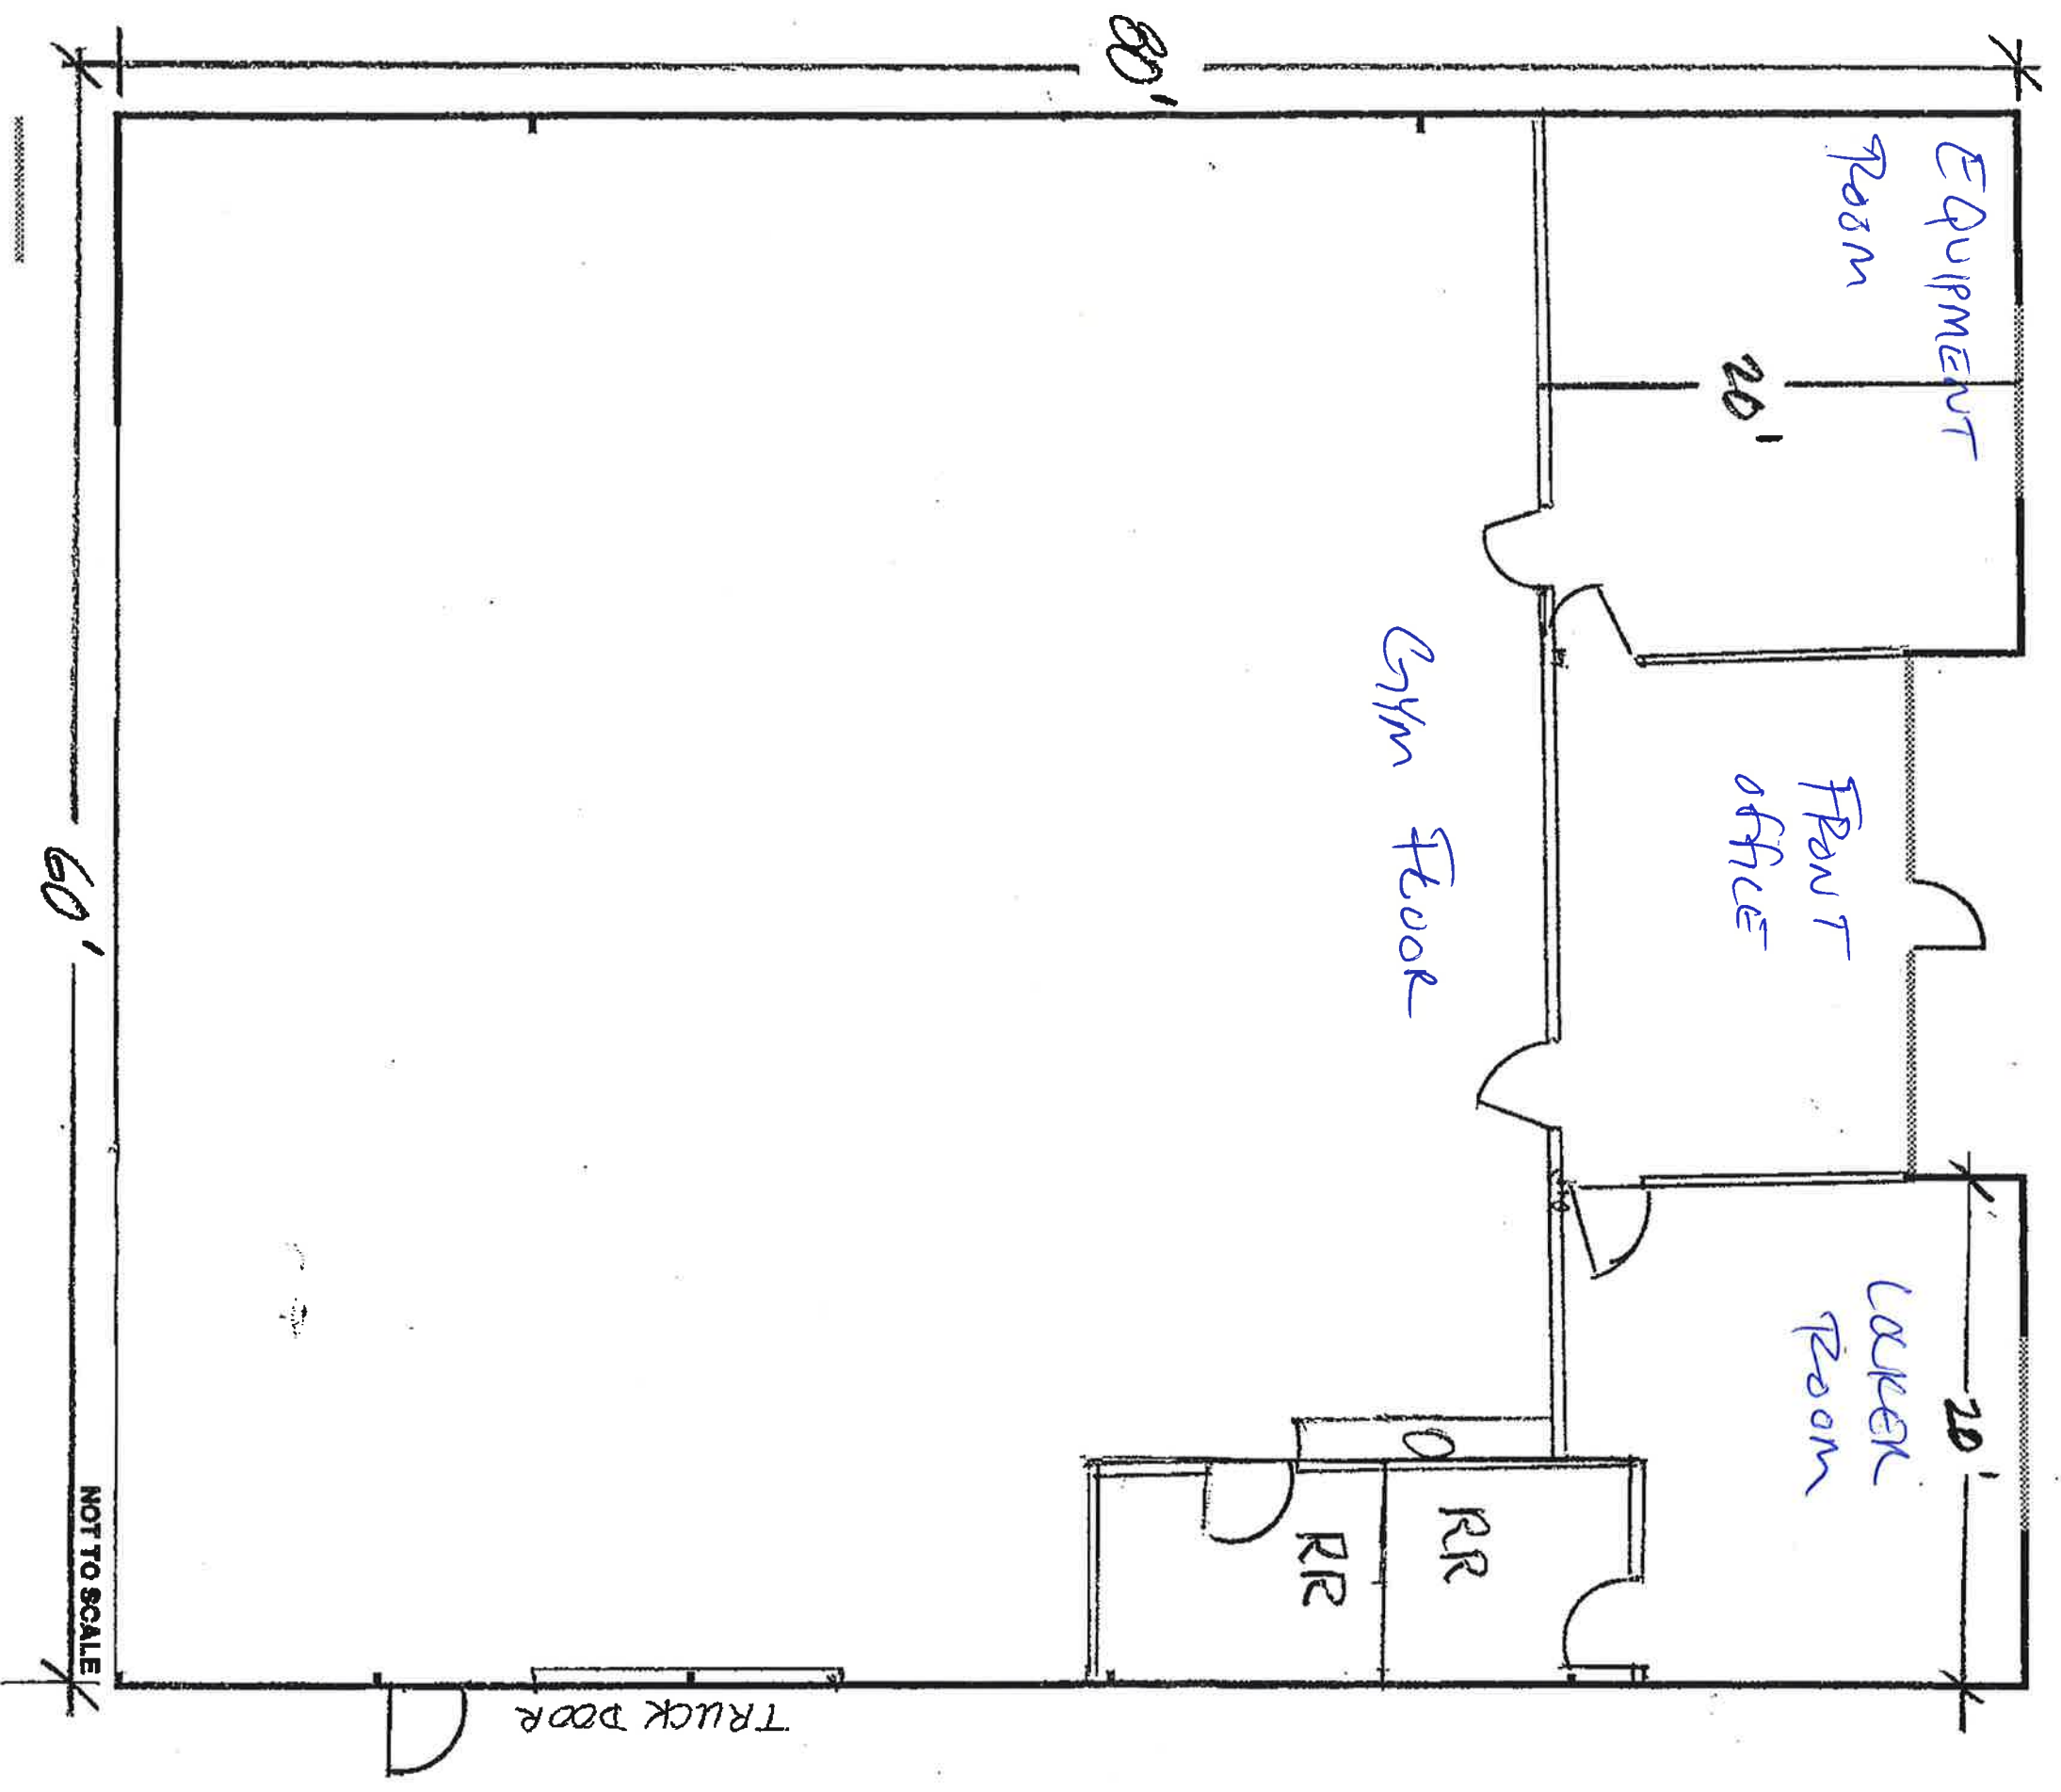 80'
EQUIPMENT
ROOM
20'
FRONT
OFFICE
GYM FLOOR
LOCKER
ROOM
20'
RR
RR
60'
NOT TO SCALE
TRUCK DOOR